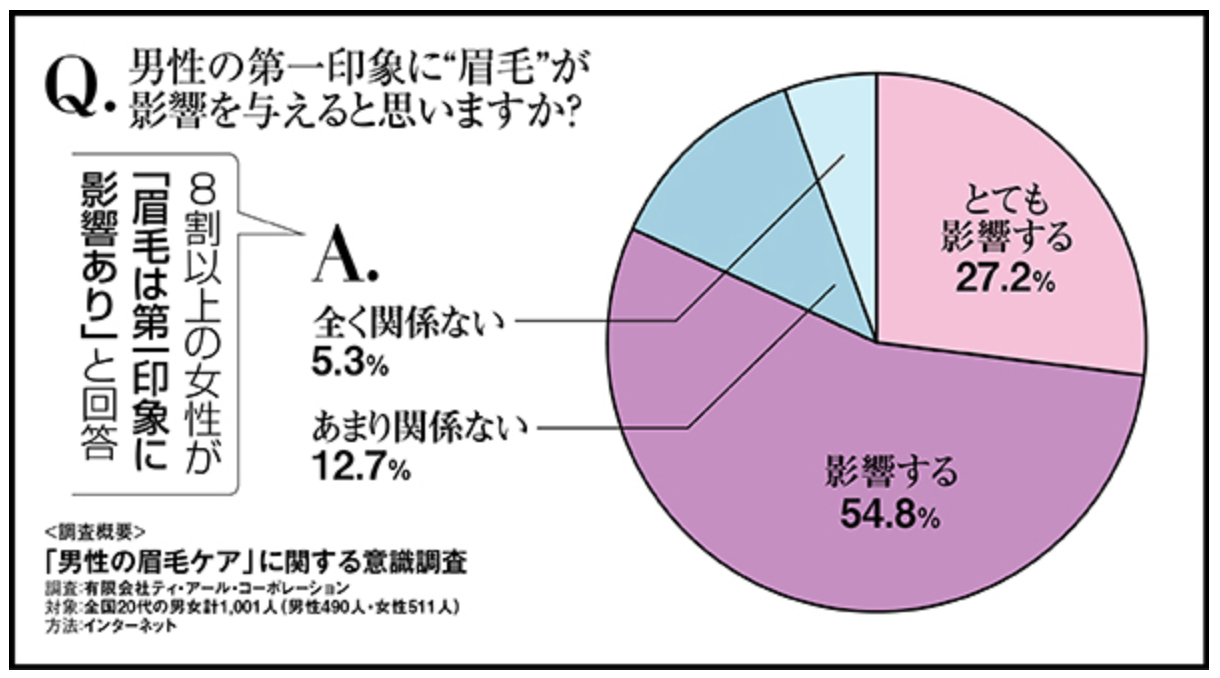 Q.
男性の第一印象に“眉毛”が
影響を与えると思いますか?
8割以上の女性が
「眉毛は第一印象に
影響あり」と回答
A.
全く関係ない
5.3%
あまり関係ない
12.7%
とても
影響する
27.2%
影響する
54.8%
<調査概要>
「男性の眉毛ケア」に関する意識調査
調査:有限会社ティ・アール・コーポレーション
対象:全国20代の男女計1,001人(男性490人・女性511人)
方法:インターネット